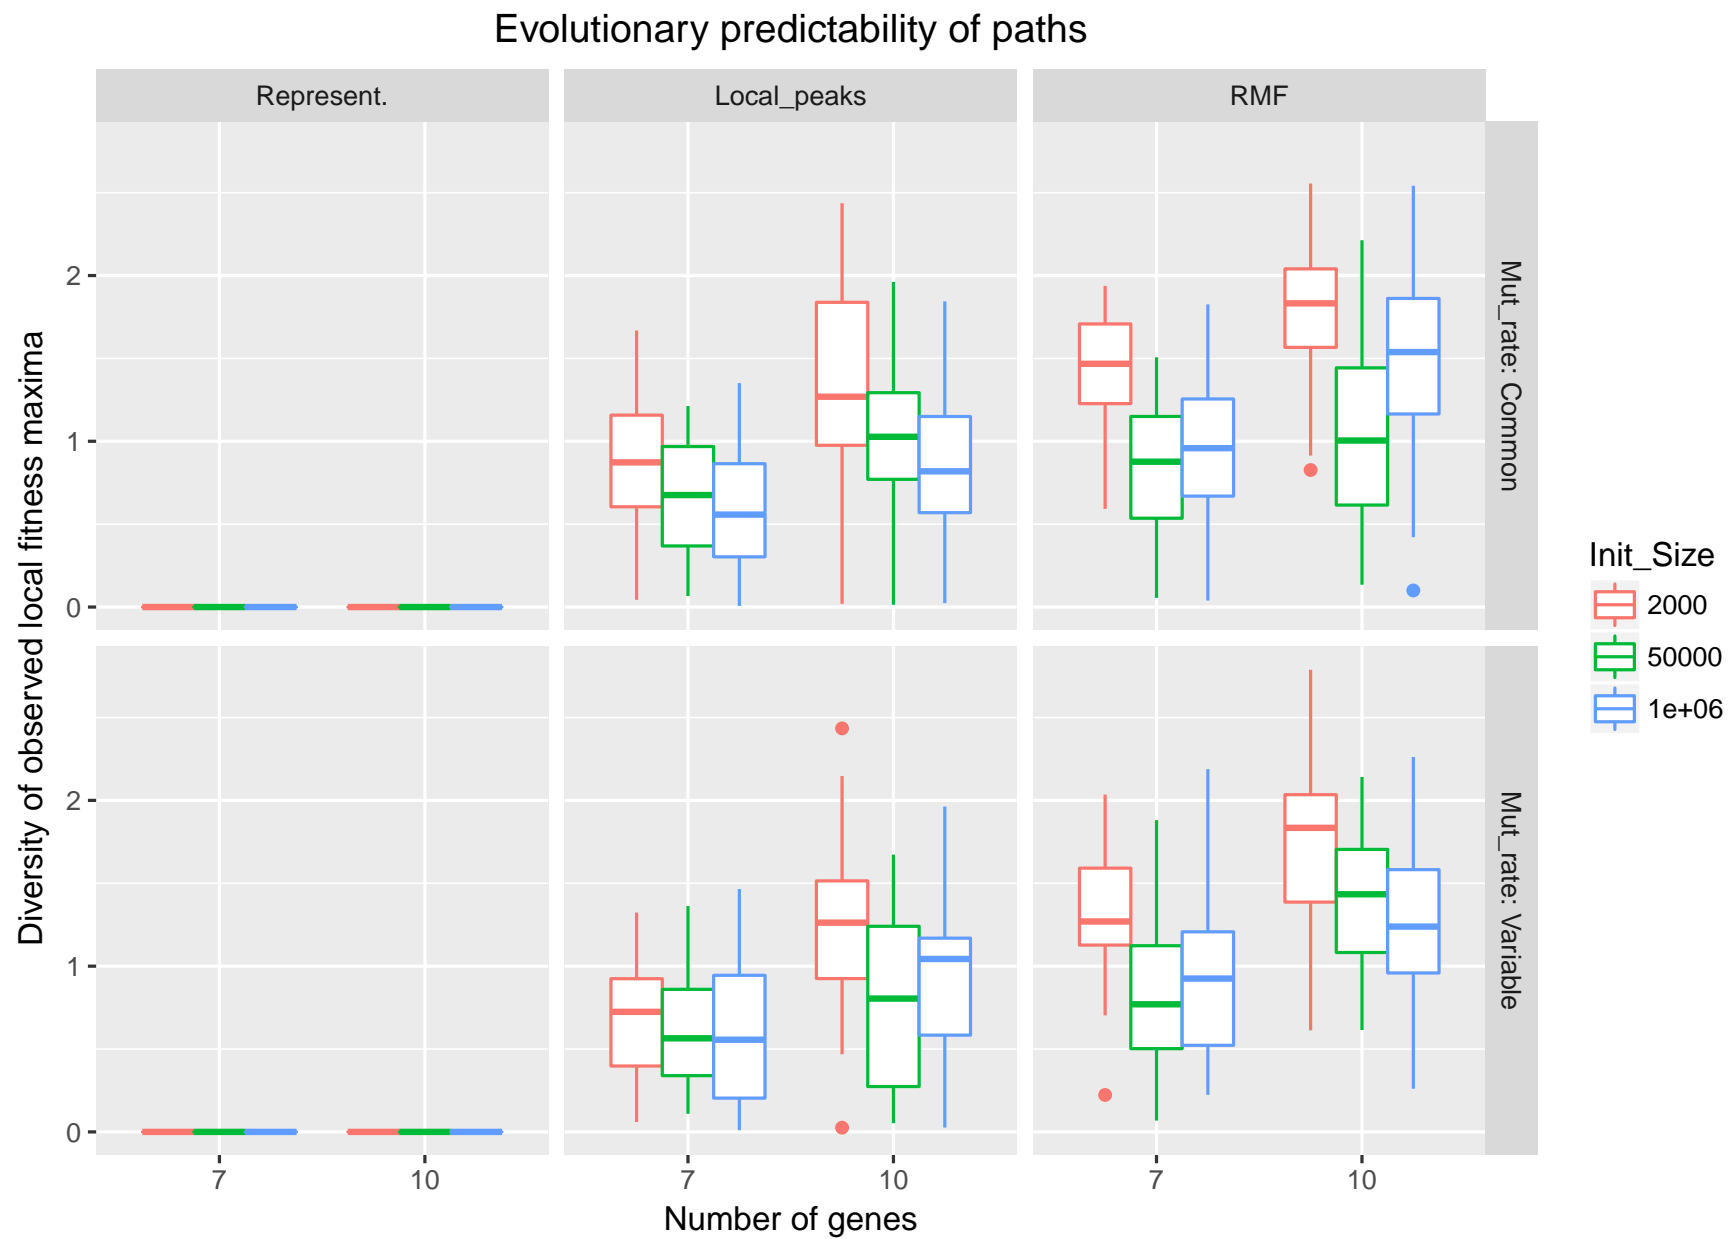 Evolutionary predictability of paths
Represent.
Local_peaks
RMF
Diversity of observed local fitness maxima
2
1
0
Mut_rate: Common
2
1
0
Mut_rate: Variable
7
10
7
10
7
10
Number of genes
Init_Size
2000
50000
1e+06